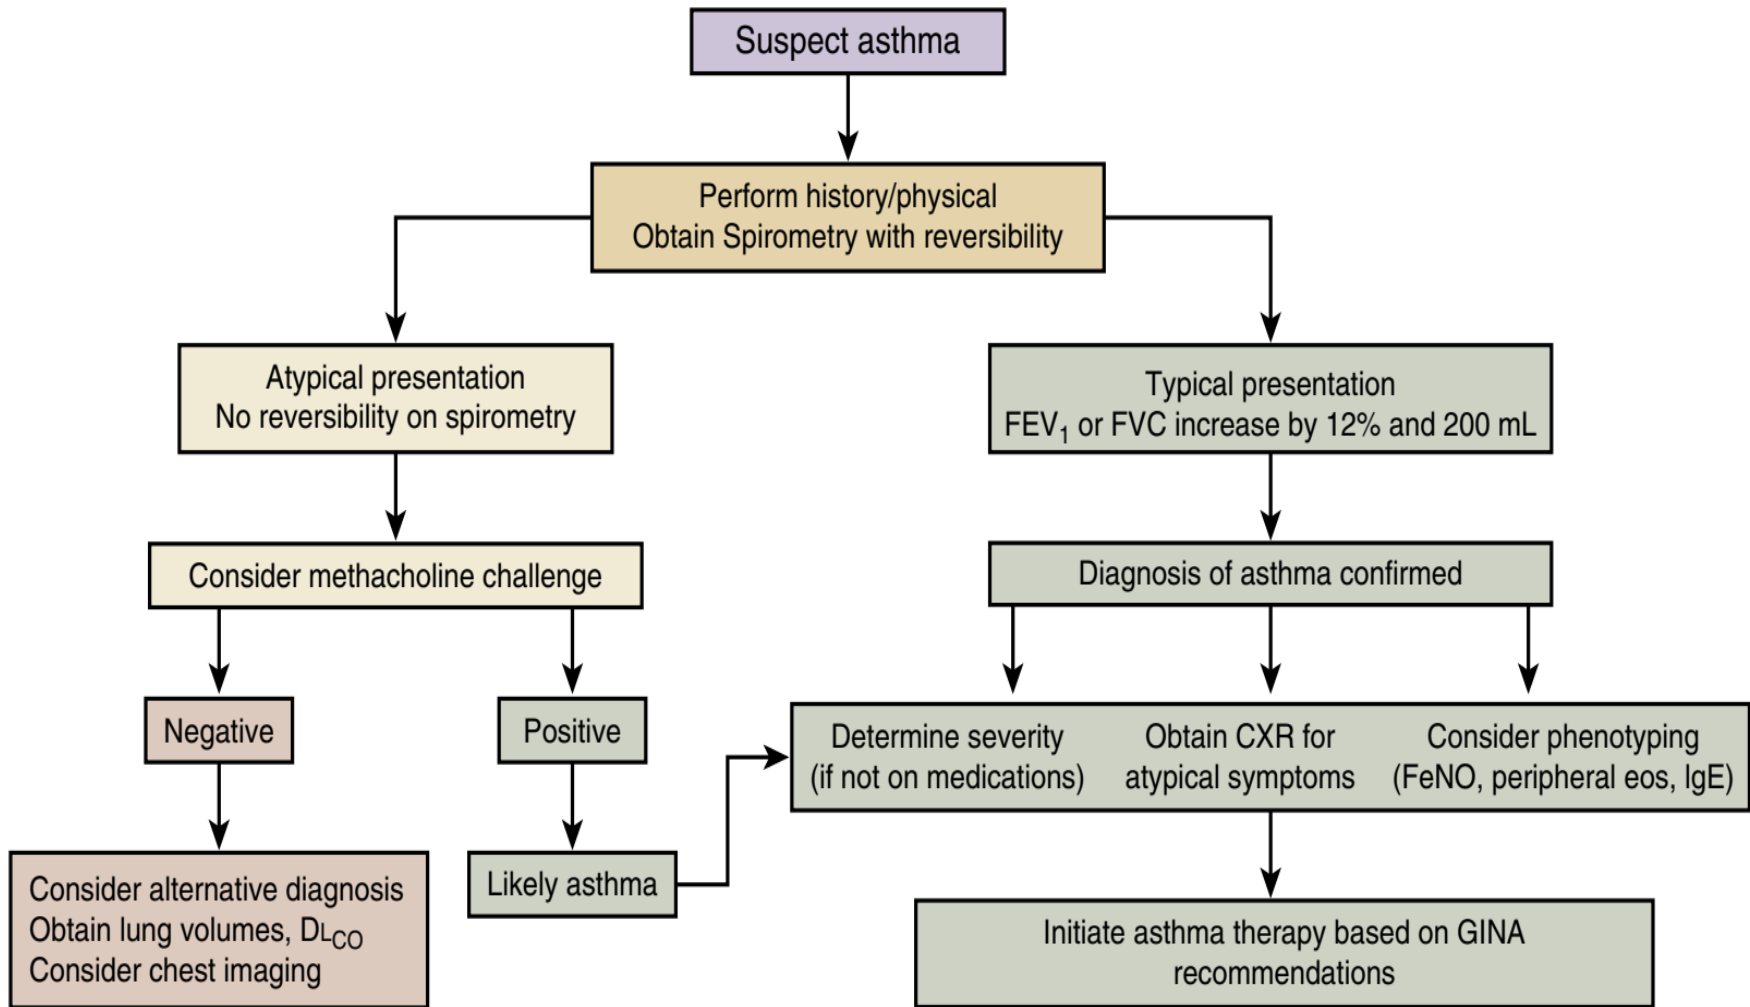 Suspect asthma
Perform history/physical
Obtain Spirometry with reversibility
Atypical presentation
No reversibility on spirometry
Typical presentation
FEV₁ or FVC increase by 12% and 200 mL
Consider methacholine challenge
Diagnosis of asthma confirmed
Negative
Positive
Determine severity
(if not on medications)
Obtain CXR for
atypical symptoms
Consider phenotyping
(FeNO, peripheral eos, IgE)
Consider alternative diagnosis
Obtain lung volumes, DLCO
Consider chest imaging
Likely asthma
Initiate asthma therapy based on GINA
recommendations